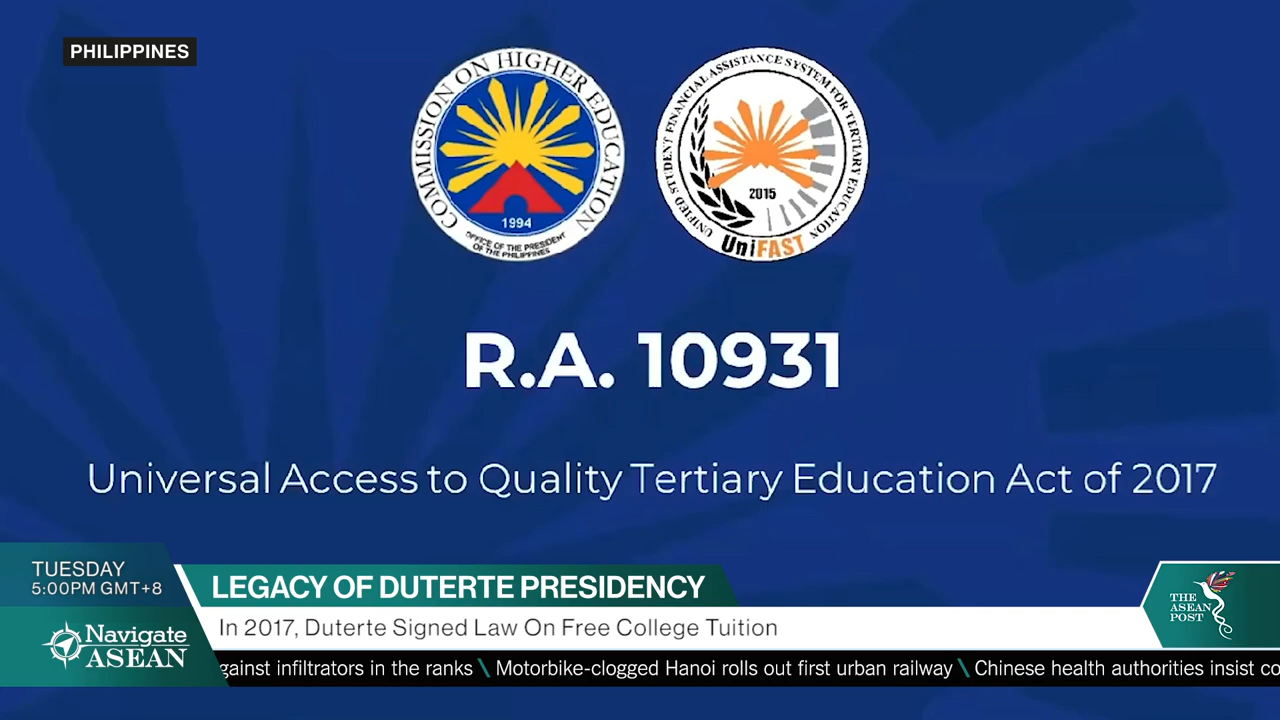 PHILIPPINES
COMMISSION ON HIGHER EDUCATION
1994
OFFICE OF THE PRESIDENT
OF THE PHILIPPINES
UNIFIED STUDENT FINANCIAL ASSISTANCE SYSTEM FOR TERTIARY EDUCATION
2015
UniFAST
R.A. 10931
Universal Access to Quality Tertiary Education Act of 2017
TUESDAY
5:00PM GMT+8
LEGACY OF DUTERTE PRESIDENCY
In 2017, Duterte Signed Law On Free College Tuition
THE
ASEAN
POST
Navigate
ASEAN
against infiltrators in the ranks \ Motorbike-clogged Hanoi rolls out first urban railway \ Chinese health authorities insist co